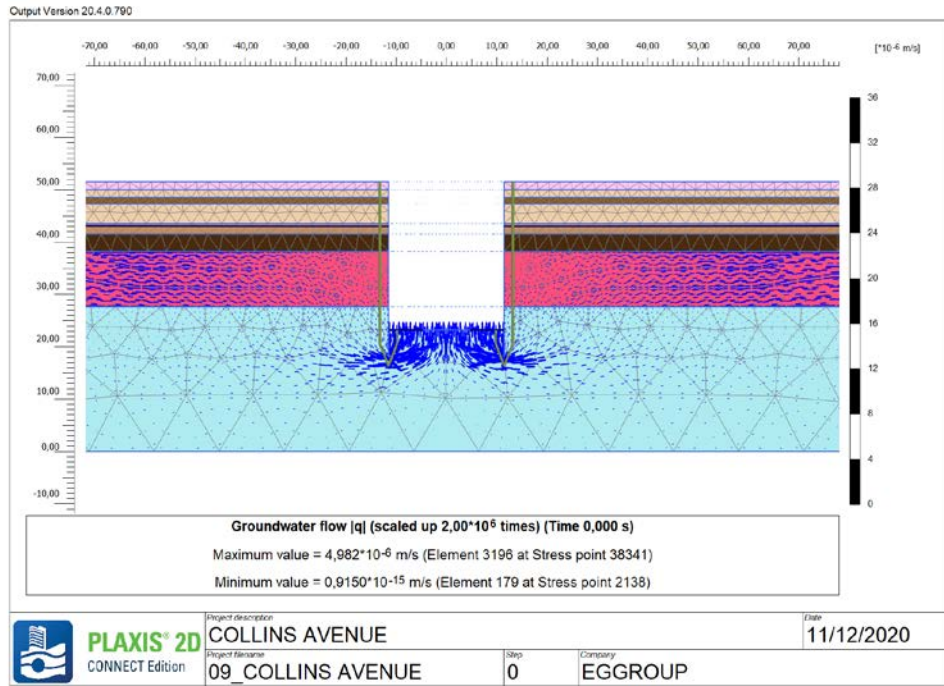 Output Version 20.4.0.790
-70,00 -60,00 -50,00 -40,00 -30,00 -20,00 -10,00 0,00 10,00 20,00 30,00 40,00 50,00 60,00 70,00
[*10-6 m/s]
70,00
60,00
50,00
40,00
30,00
20,00
10,00
0,00
-10,00
36
32
28
24
20
16
12
8
4
0
Groundwater flow |q| (scaled up 2,00*10⁶ times) (Time 0,000 s)
Maximum value = 4,982*10⁻⁶ m/s (Element 3196 at Stress point 38341)
Minimum value = 0,9150*10⁻¹⁵ m/s (Element 179 at Stress point 2138)
PLAXIS® 2D
CONNECT Edition
Project description
COLLINS AVENUE
Date
11/12/2020
Project filename
09_COLLINS AVENUE
Step
0
Company
EGGROUP